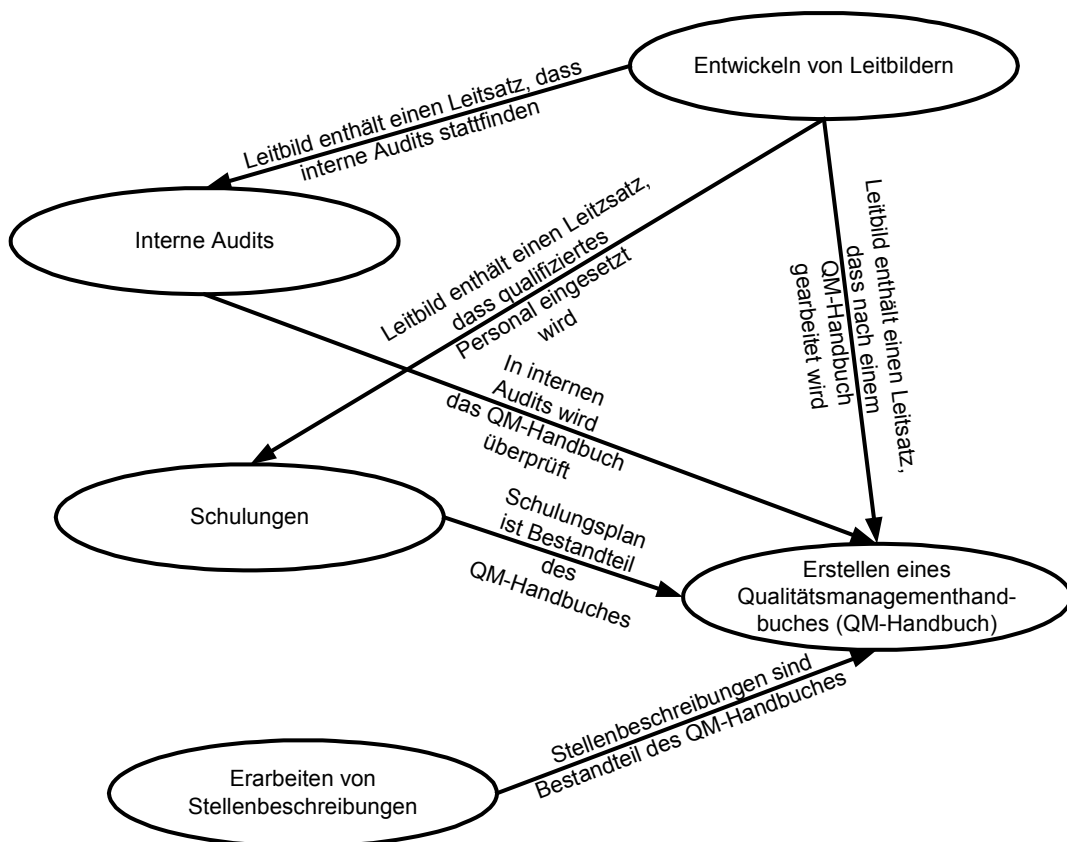 Entwickeln von Leitbildern
Leitbild enthält einen Leitsatz, dass
interne Audits stattfinden
Interne Audits
Leitbild enthält einen Leitzsatz,
dass qualifiziertes
Personal eingesetzt
wird
Leitbild enthält einen Leitsatz,
dass nach einem
QM-Handbuch
gearbeitet wird
In internen
Audits wird
das QM-Handbuch
überprüft
Schulungen
Schulungsplan
ist Bestandteil
des
QM-Handbuches
Erstellen eines
Qualitätsmanagementhand-
buches (QM-Handbuch)
Stellenbeschreibungen sind
Bestandteil des QM-Handbuches
Erarbeiten von
Stellenbeschreibungen